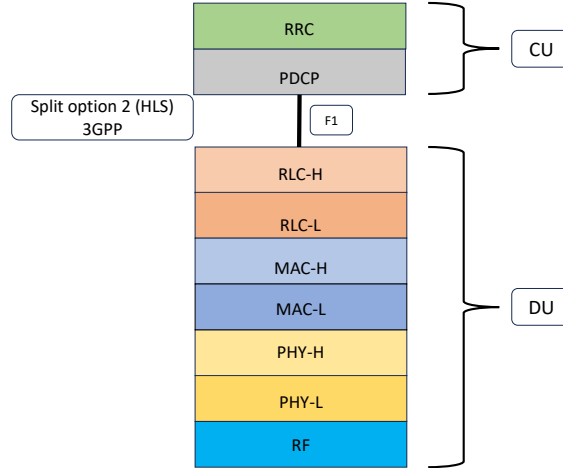 RRC
CU
PDCP
Split option 2 (HLS)
3GPP
F1
RLC-H
RLC-L
MAC-H
MAC-L
DU
PHY-H
PHY-L
RF